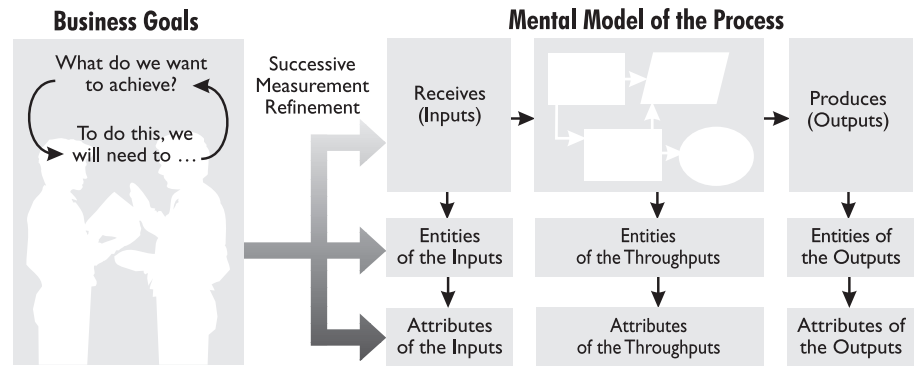 Business Goals
What do we want
to achieve?
To do this, we
will need to …
Successive
Measurement
Refinement
Mental Model of the Process
Receives
(Inputs)
Produces
(Outputs)
Entities
of the Inputs
Entities
of the Throughputs
Entities of
the Outputs
Attributes
of the Inputs
Attributes
of the Throughputs
Attributes of
the Outputs